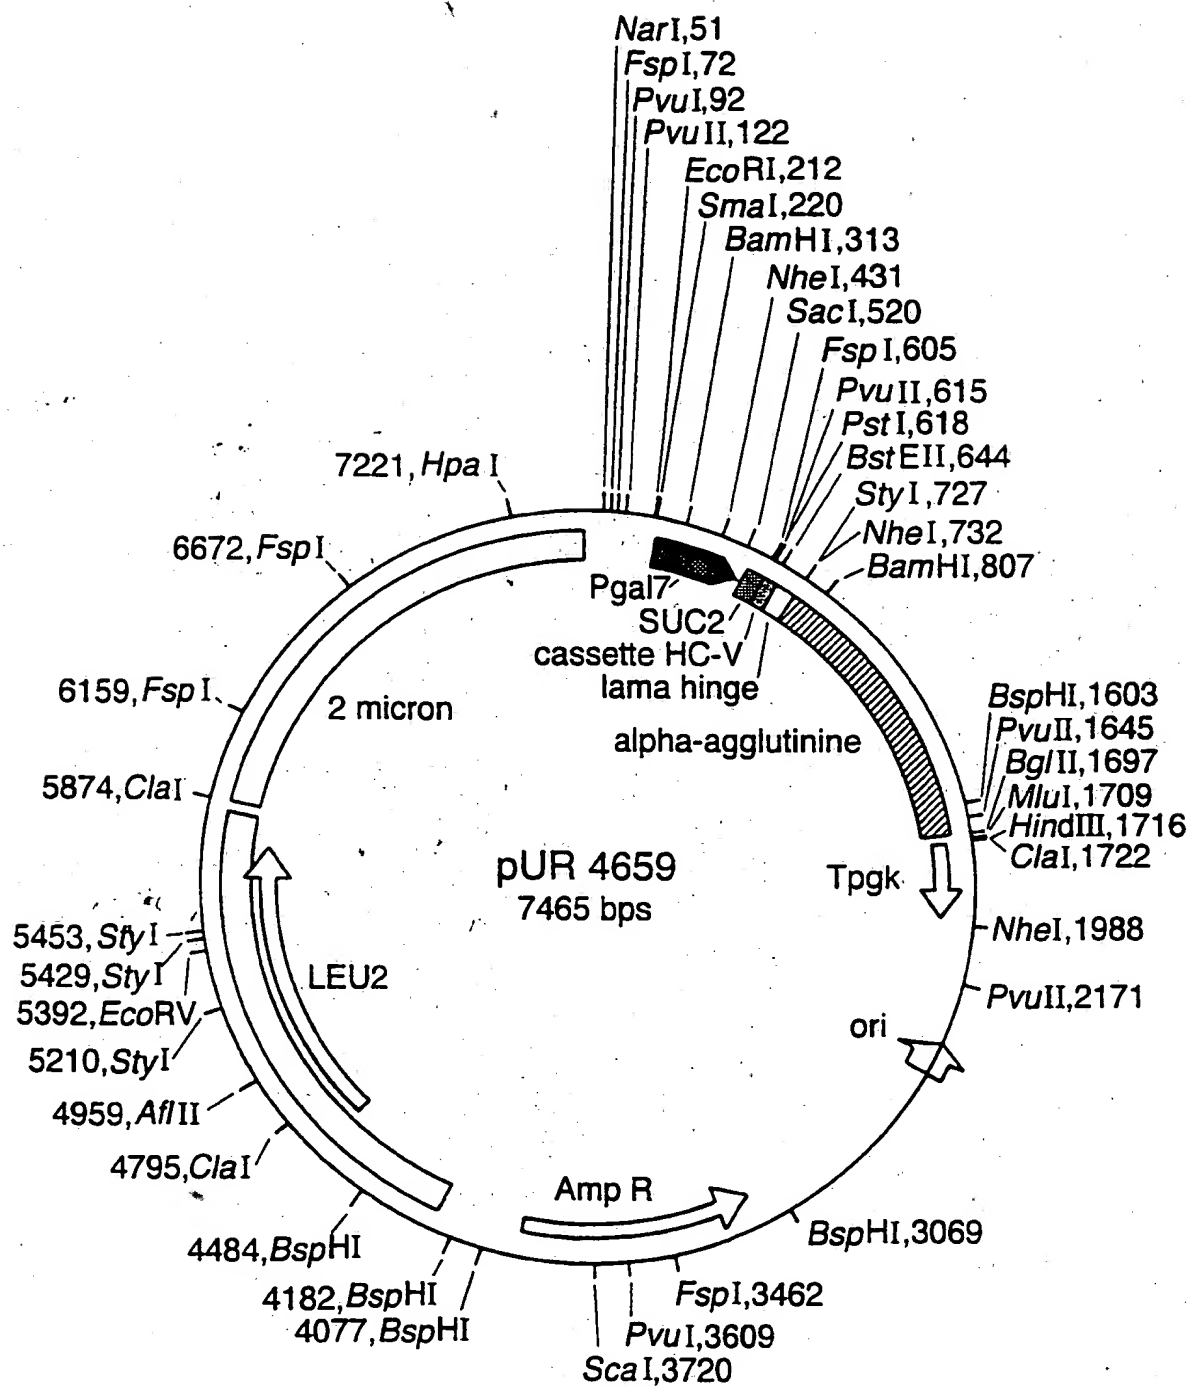 NarI,51
FspI,72
PvuI,92
PvuII,122
EcoRI,212
SmaI,220
BamHI,313
NheI,431
SacI,520
FspI,605
PvuII,615
PstI,618
BstEII,644
StyI,727
NheI,732
BamHI,807
7221,HpaI
6672,FspI
6159,FspI
5874,ClaI
Pgal7
SUC2
cassette HC-V
lama hinge
2 micron
alpha-agglutinine
BspHI,1603
PvuII,1645
BglII,1697
MluI,1709
HindIII,1716
ClaI,1722
pUR 4659
7465 bps
Tpgk
NheI,1988
PvuII,2171
ori
5453,StyI
5429,StyI
5392,EcoRV
5210,StyI
4959,AflII
4795,ClaI
LEU2
Amp R
4484,BspHI
4182,BspHI
4077,BspHI
BspHI,3069
FspI,3462
PvuI,3609
ScaI,3720